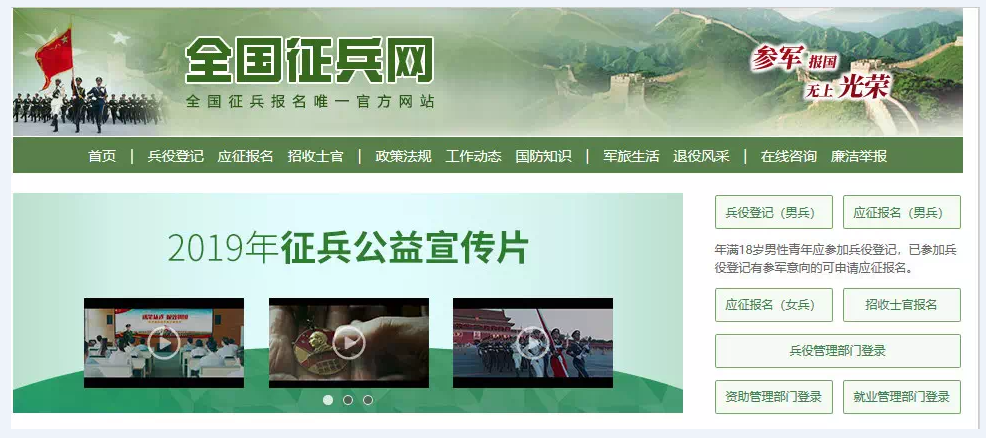 全国征兵网
全国征兵报名唯一官方网站
参军 报国
无上 光荣
首页 | 兵役登记 应征报名 招收士官 | 政策法规 工作动态 国防知识 | 军旅生活 退役风采 | 在线咨询 廉洁举报
2019年征兵公益宣传片
兵役登记（男兵） 应征报名（男兵）
年满18岁男性青年应参加兵役登记，已参加兵
役登记有参军意向的可申请应征报名。
应征报名（女兵） 招收士官报名
兵役管理部门登录
资助管理部门登录 就业管理部门登录